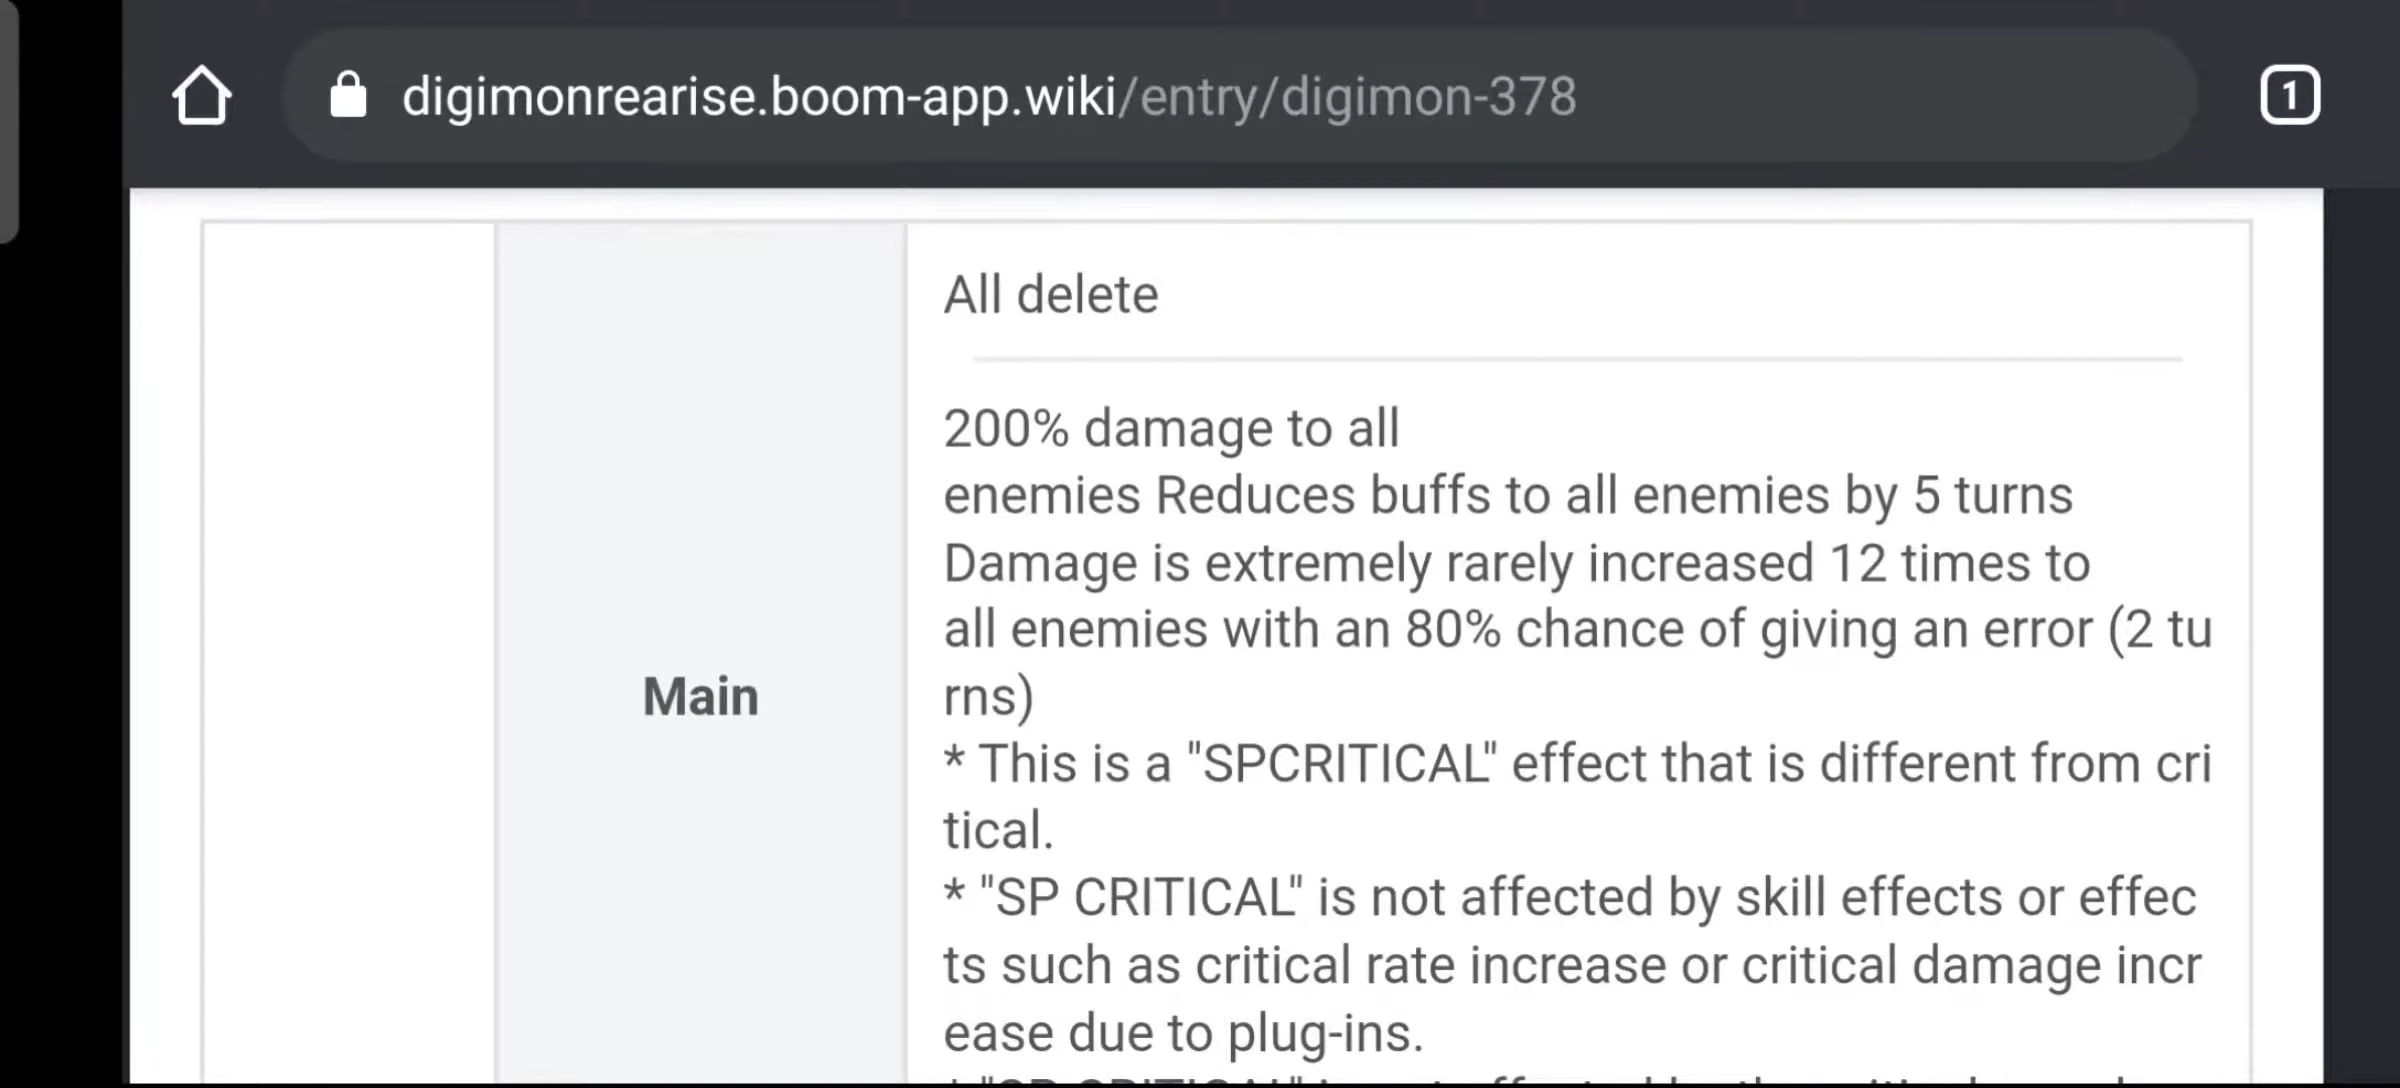 digimonrearise.boom-app.wiki/entry/digimon-378
1
All delete
200% damage to all
enemies Reduces buffs to all enemies by 5 turns
Damage is extremely rarely increased 12 times to
all enemies with an 80% chance of giving an error (2 tu
rns)
Main
* This is a "SPCRITICAL" effect that is different from cri
tical.
* "SP CRITICAL" is not affected by skill effects or effec
ts such as critical rate increase or critical damage incr
ease due to plug-ins.